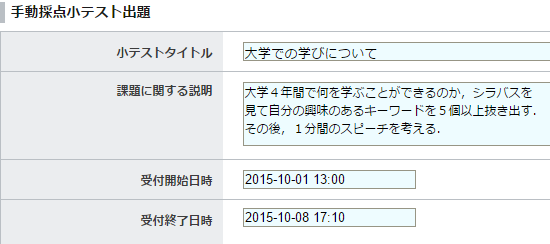 手動採点小テスト出題
小テストタイトル
大学での学びについて
課題に関する説明
大学４年間で何を学ぶことができるのか，シラバスを
見て自分の興味のあるキーワードを５個以上抜き出す．
その後，１分間のスピーチを考える．
受付開始日時
2015-10-01 13:00
受付終了日時
2015-10-08 17:10